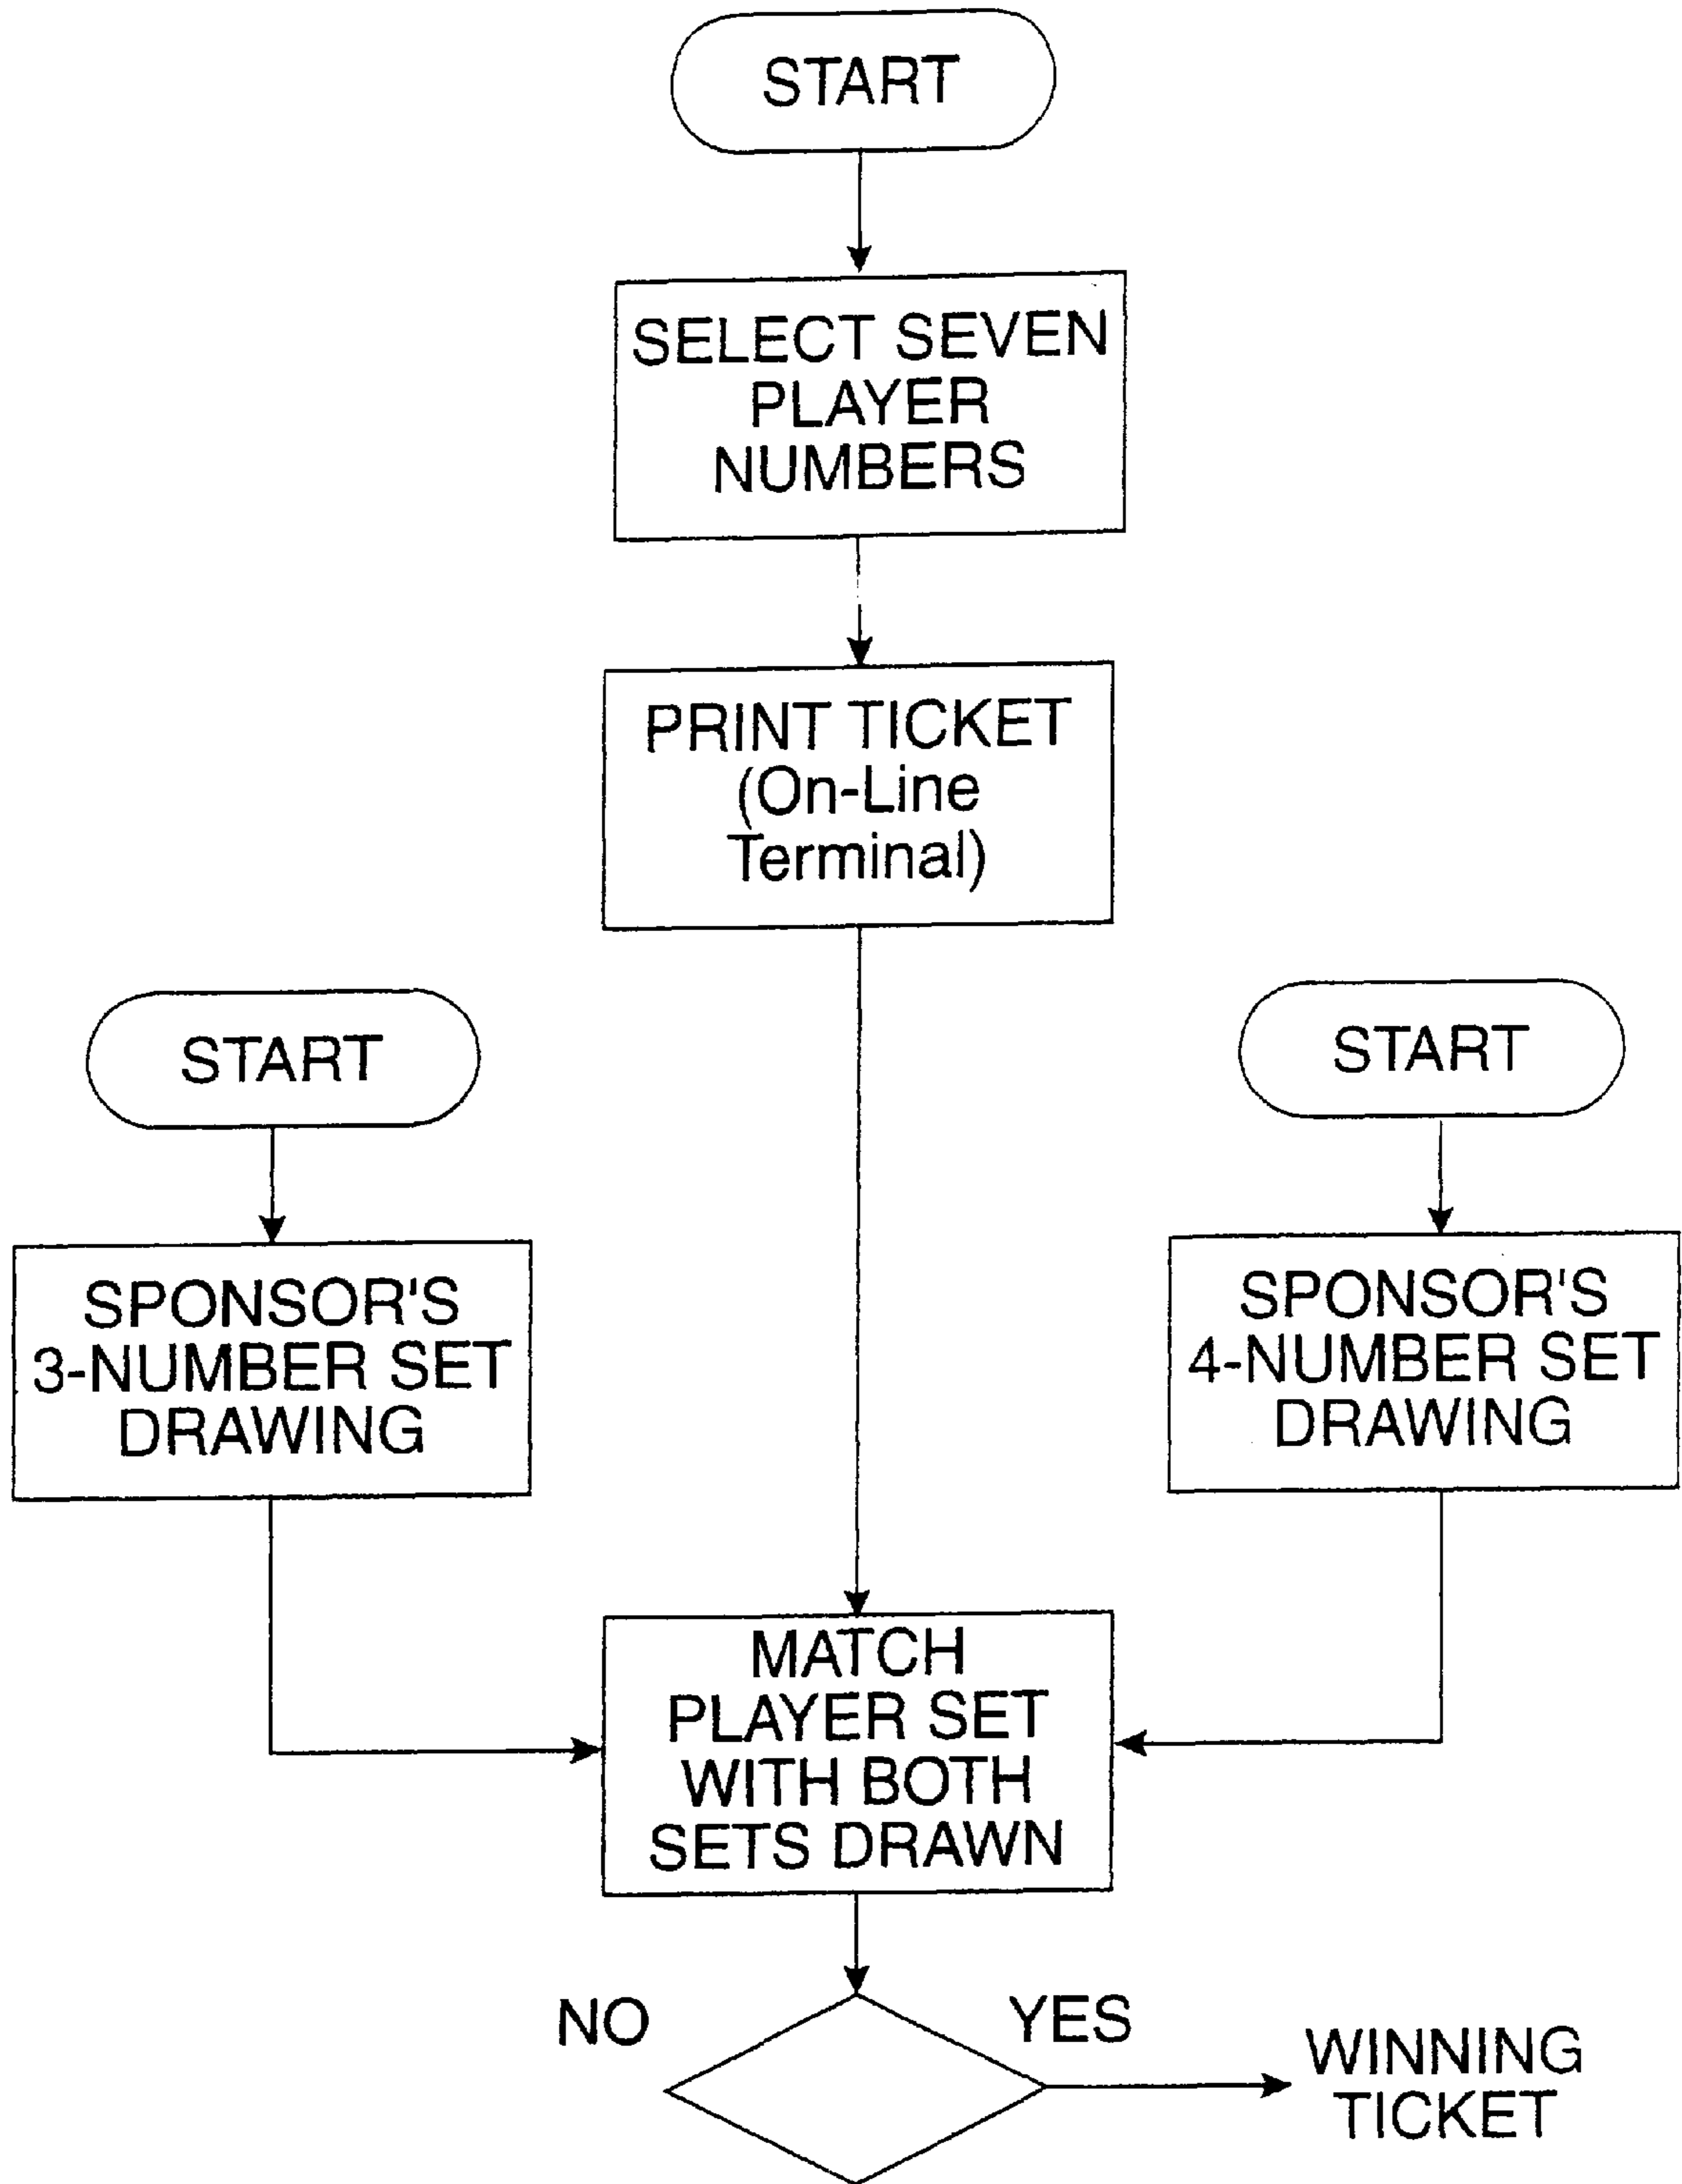 START
SELECT SEVEN
PLAYER
NUMBERS
PRINT TICKET
(On-Line
Terminal)
START
START
SPONSOR'S
3-NUMBER SET
DRAWING
SPONSOR'S
4-NUMBER SET
DRAWING
MATCH
PLAYER SET
WITH BOTH
SETS DRAWN
NO
YES
WINNING
TICKET